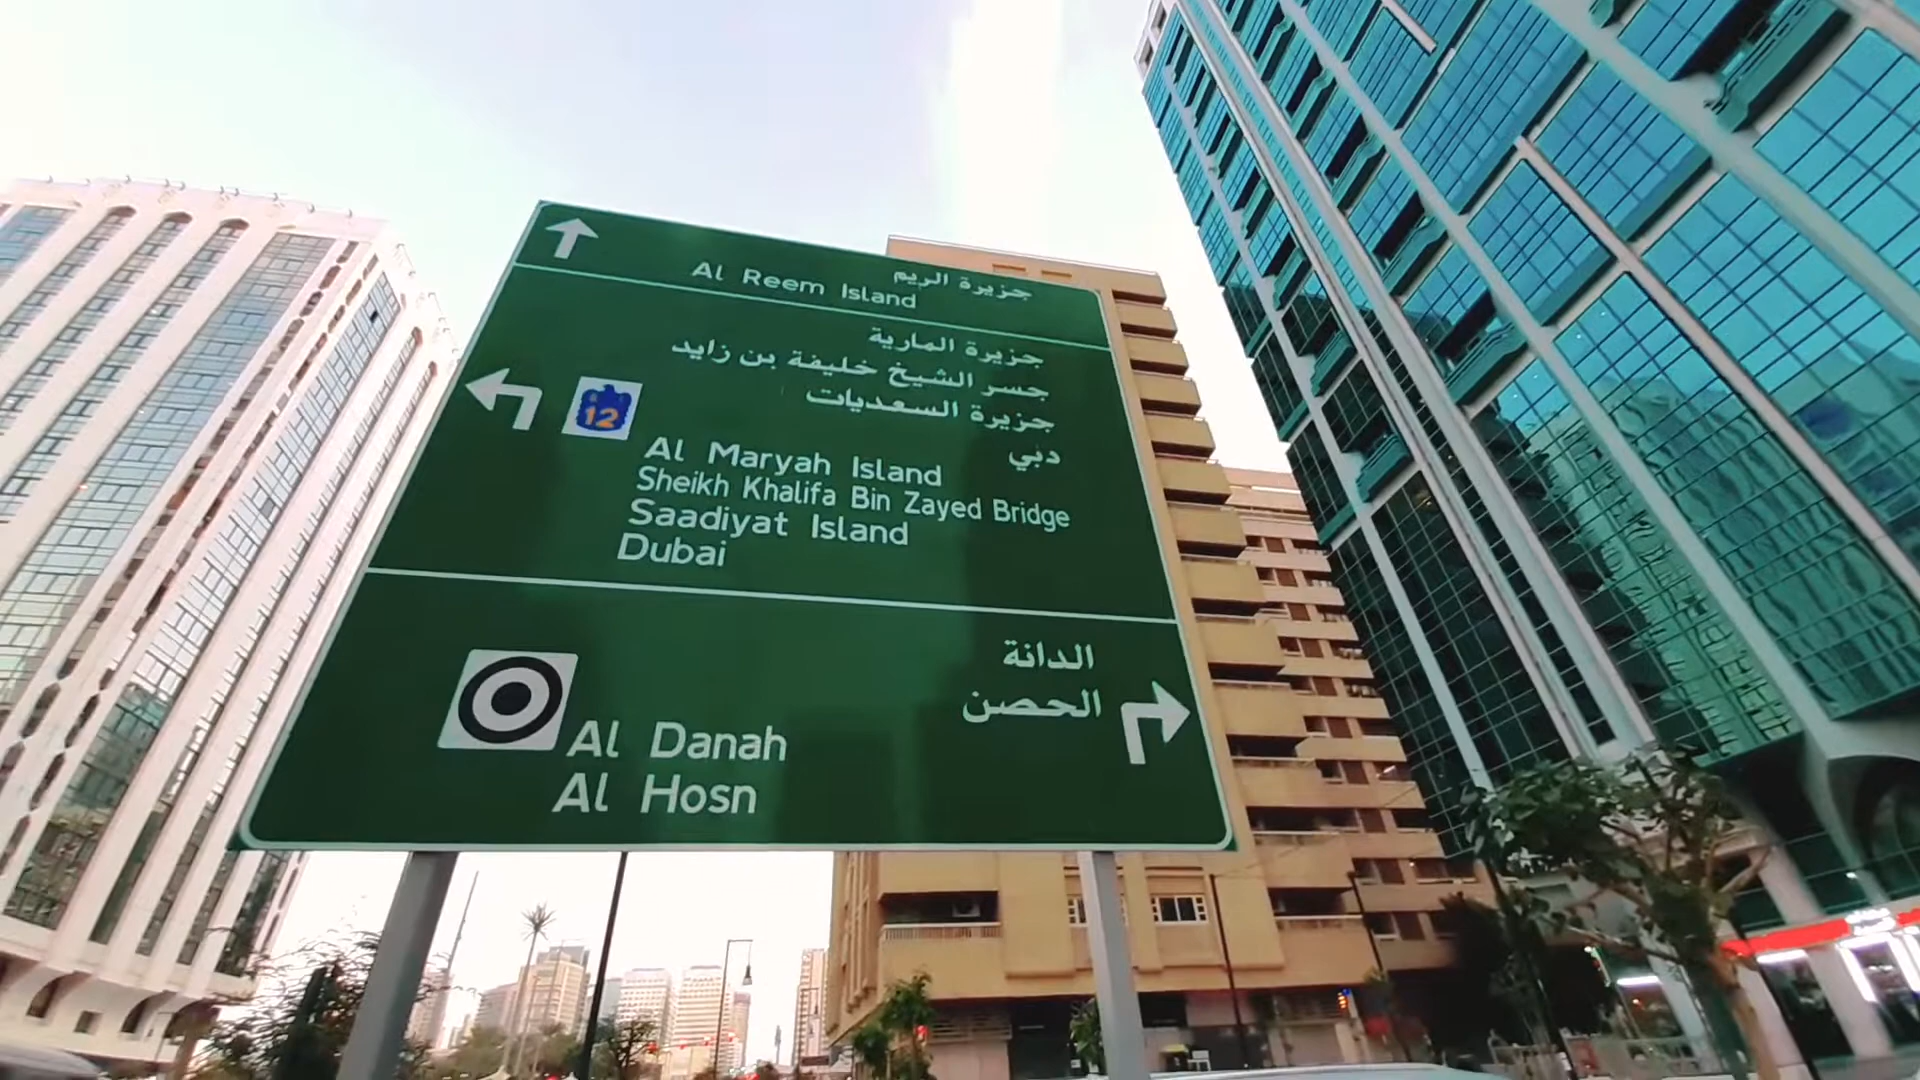 جزيرة الريم
Al Reem Island
جزيرة المارية
جسر الشيخ خليفة بن زايد
جزيرة السعديات
دبي
12
Al Maryah Island
Sheikh Khalifa Bin Zayed Bridge
Saadiyat Island
Dubai
الدانة
الحصن
Al Danah
Al Hosn